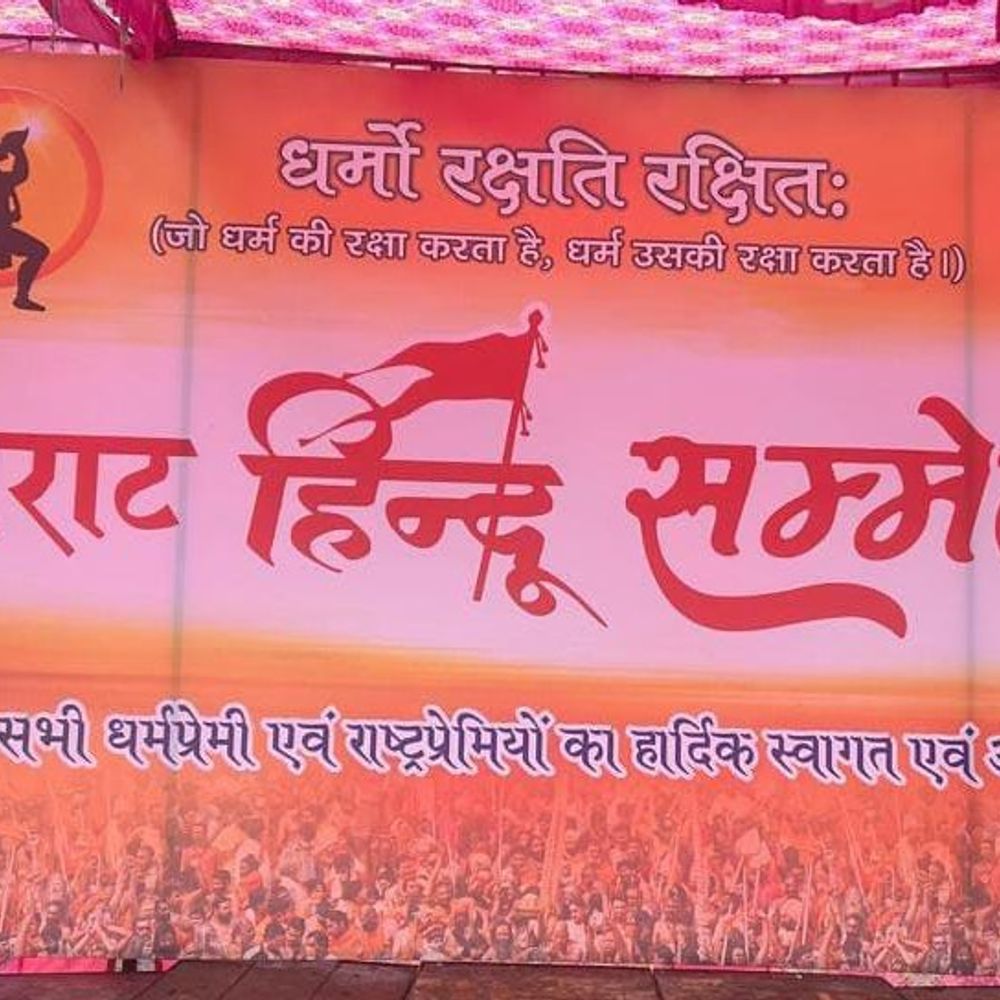 धर्मो रक्षति रक्षितः
(जो धर्म की रक्षा करता है, धर्म उसकी रक्षा करता है।)
राट हिन्दू सम्मे
सभी धर्मप्रेमी एवं राष्ट्रप्रेमियों का हार्दिक स्वागत एवं